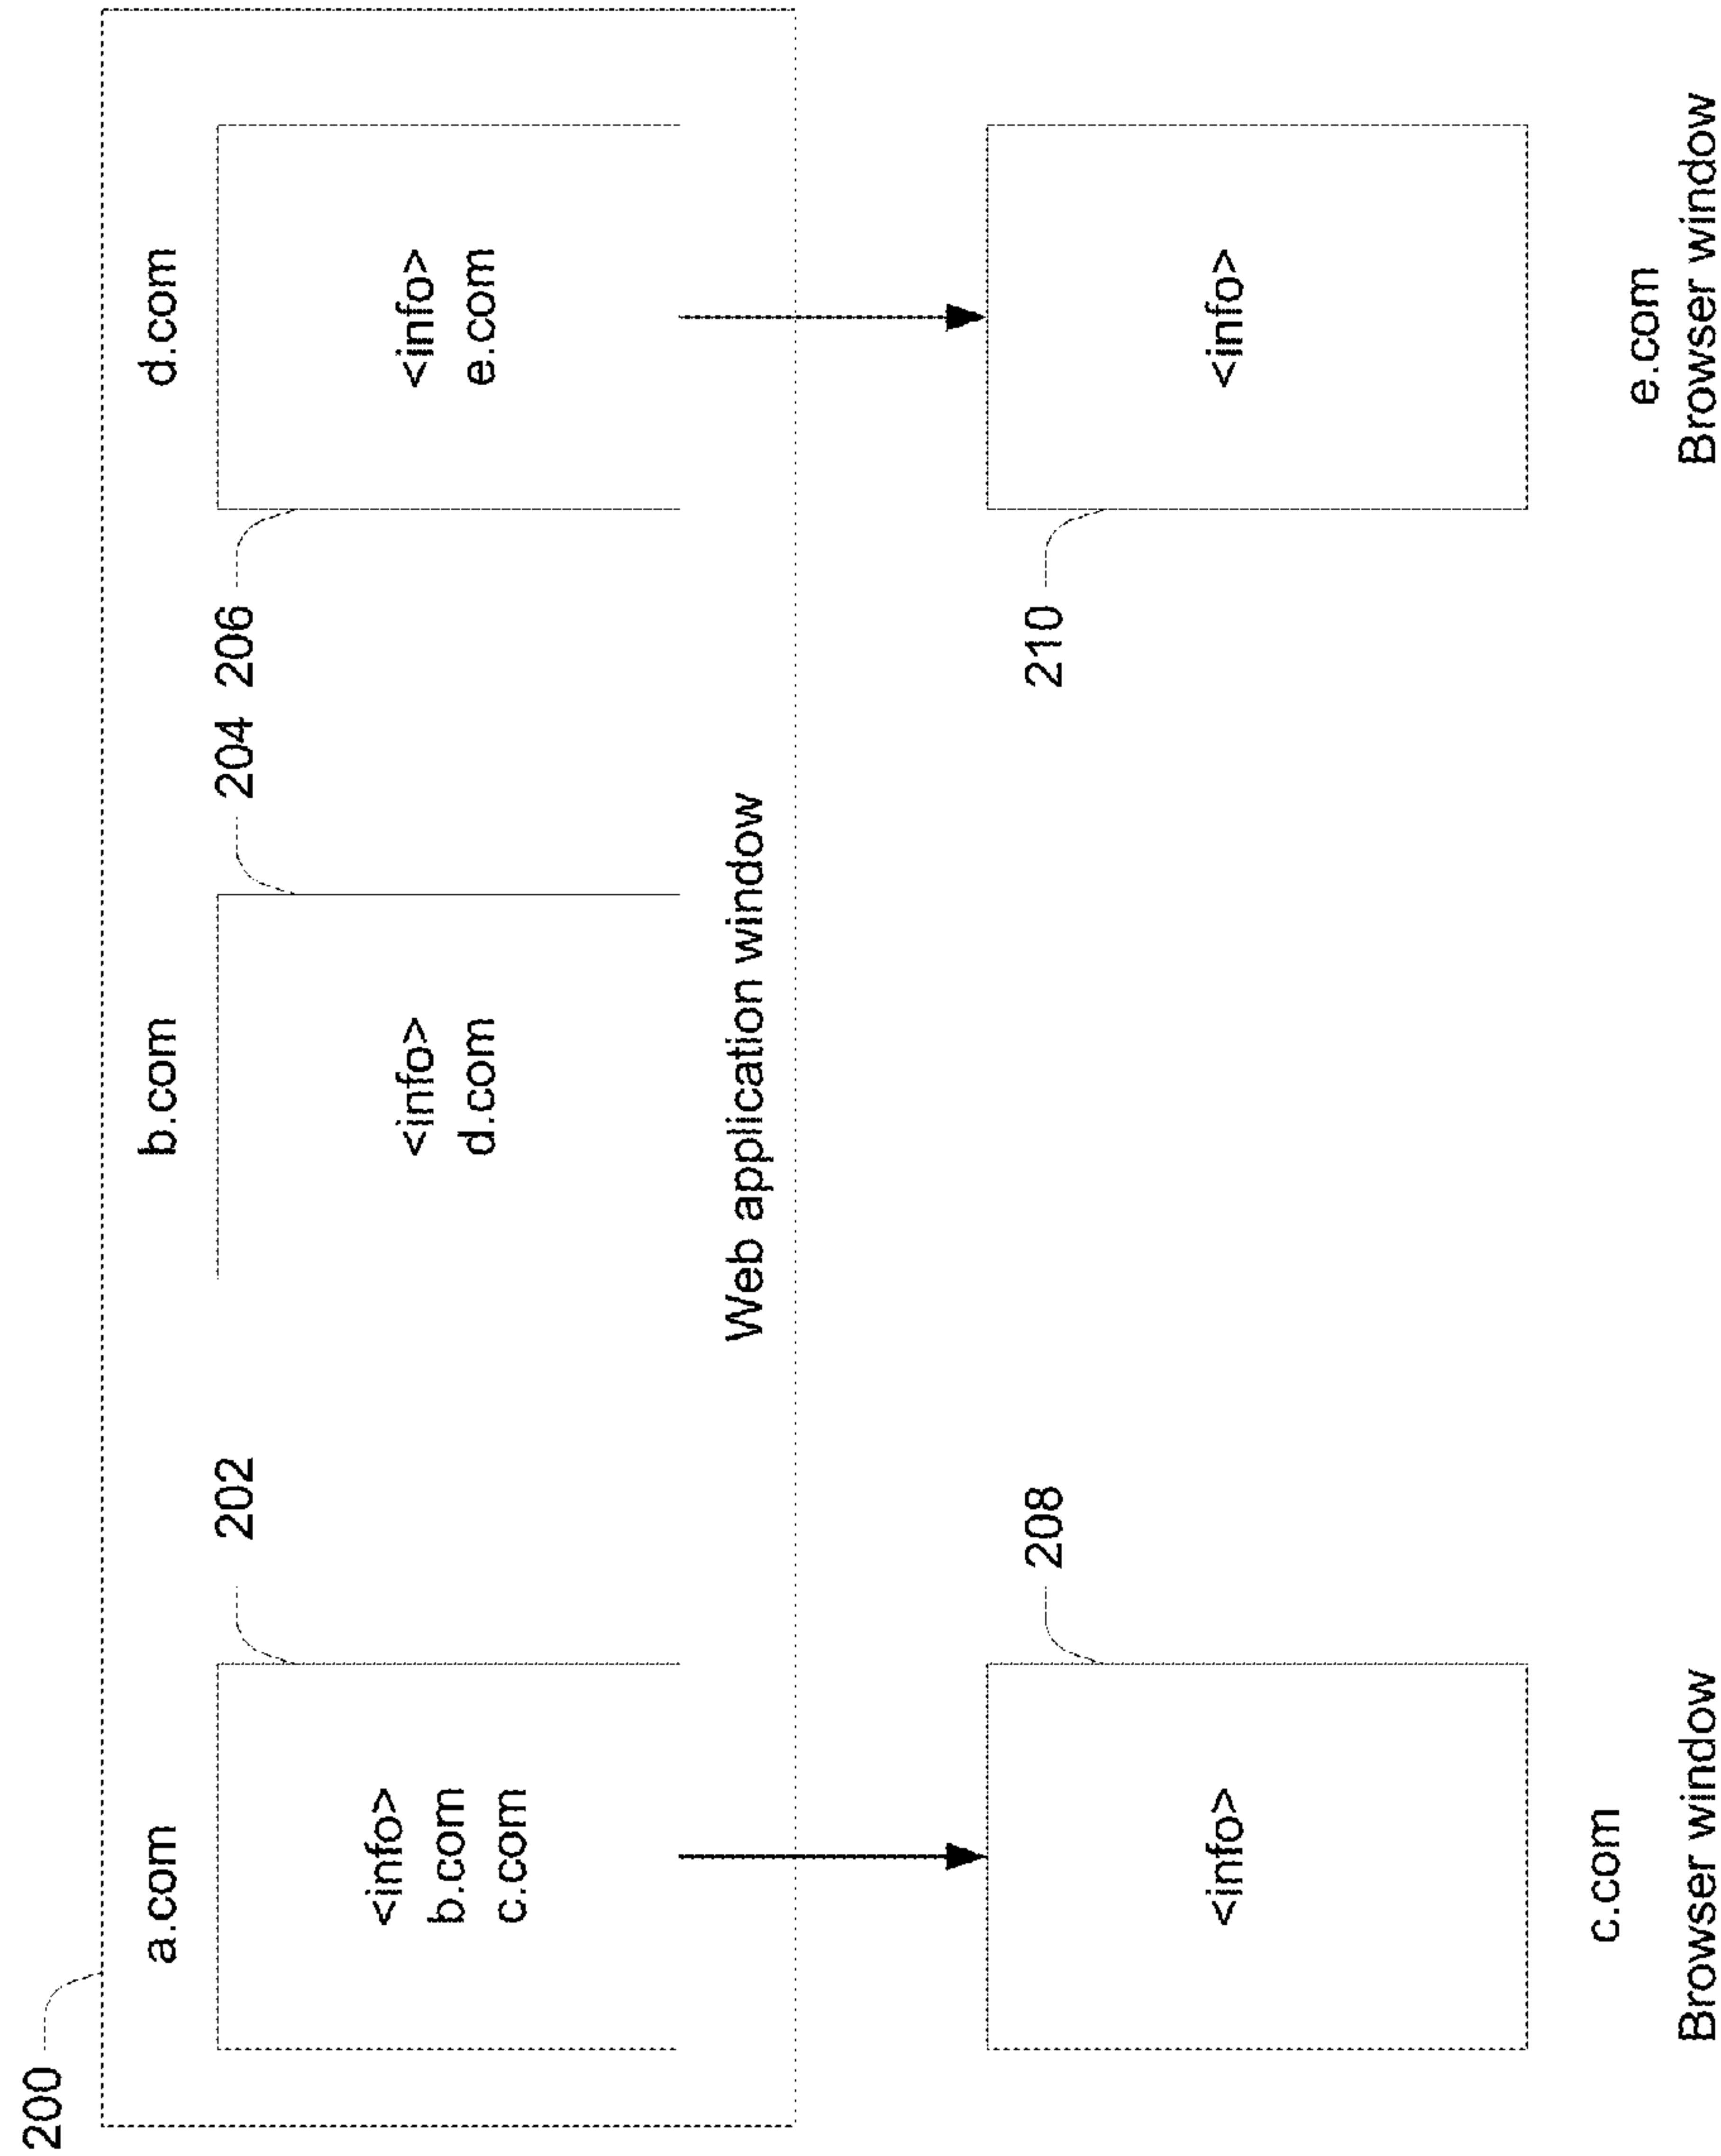 200
a.com
b.com
d.com
202
204
206
<info>
b.com
c.com
<info>
d.com
<info>
e.com
Web application window
208
210
<info>
<info>
c.com
Browser window
e.com
Browser window